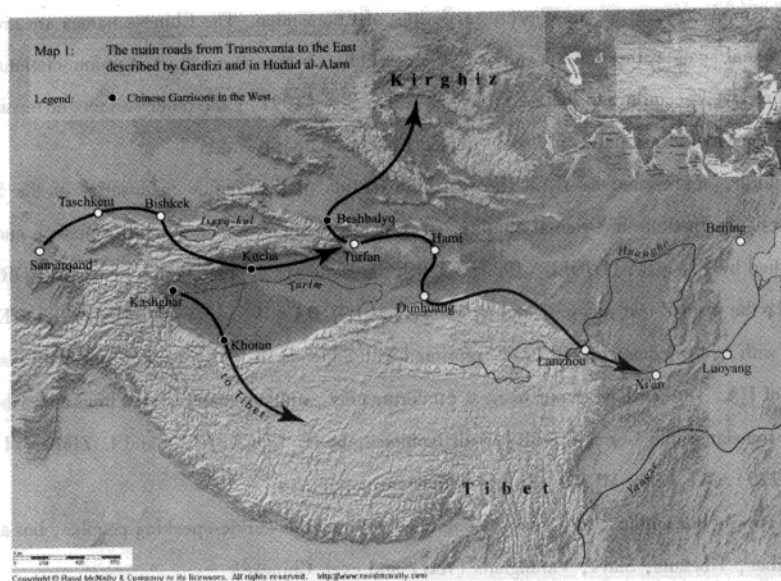 Map 1: The main roads from Transoxania to the East
described by Gardizi and in Hudud al-Alam
Legend: Chinese Garrisons in the West
Kirghiz
Taschkent
Bishkek
Issyq-kul
Beshbalyq
Samarqand
Kucha
Turfan
Hami
Beijing
Huanghe
Kashghar
Tarim
Dunhuang
Khotan
Lanzhou
Luoyang
Xi'an
to Tibet
Tibet
Yangze
Copyright © Rand McNally & Company or its licensors. All rights reserved. http://www.randmcnally.com